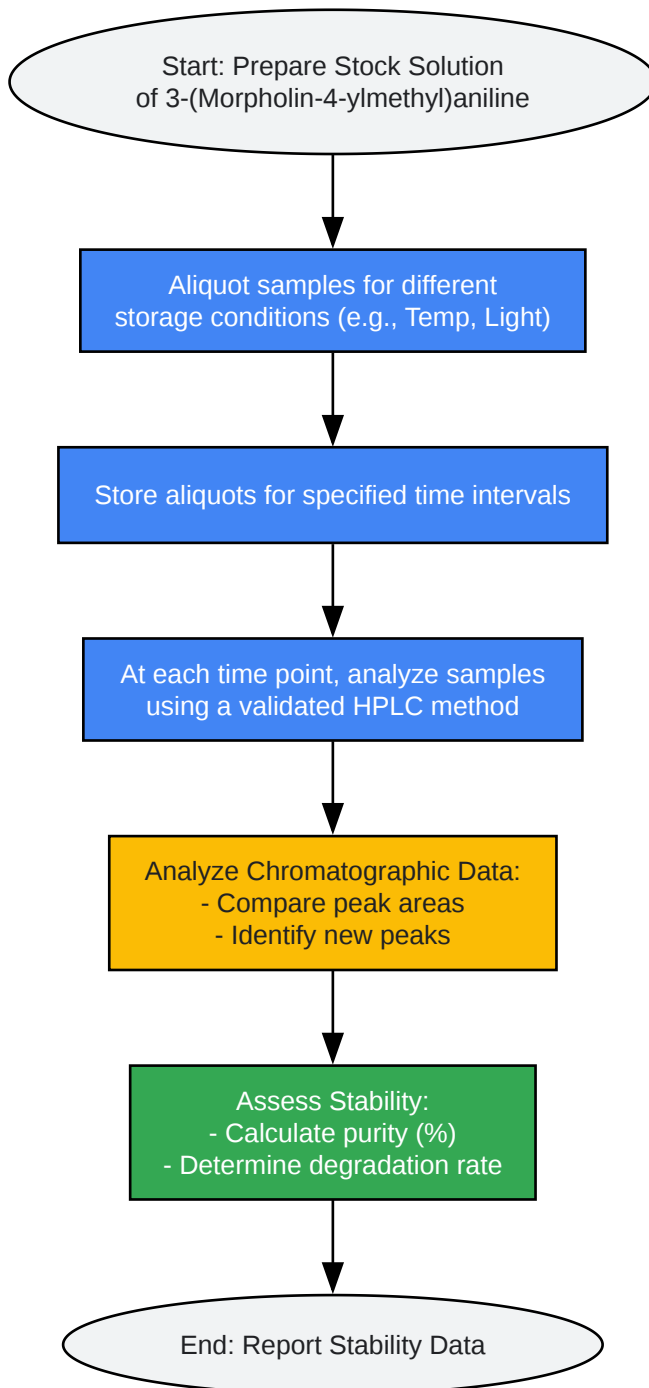 Start: Prepare Stock Solution
of 3-(Morpholin-4-ylmethyl)aniline
Aliquot samples for different
storage conditions (e.g., Temp, Light)
Store aliquots for specified time intervals
At each time point, analyze samples
using a validated HPLC method
Analyze Chromatographic Data:
- Compare peak areas
- Identify new peaks
Assess Stability:
- Calculate purity (%)
- Determine degradation rate
End: Report Stability Data